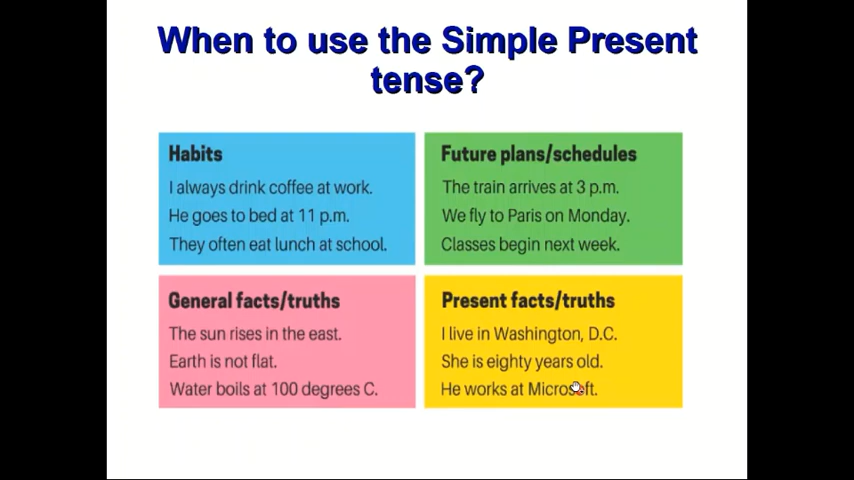 When to use the Simple Present
tense?
Habits
I always drink coffee at work.
He goes to bed at 11 p.m.
They often eat lunch at school.
Future plans/schedules
The train arrives at 3 p.m.
We fly to Paris on Monday.
Classes begin next week.
General facts/truths
The sun rises in the east.
Earth is not flat.
Water boils at 100 degrees C.
Present facts/truths
I live in Washington, D.C.
She is eighty years old.
He works at Microsoft.